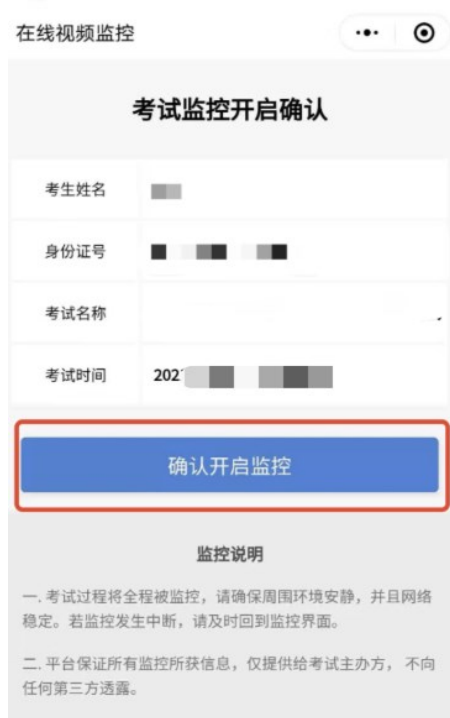 在线视频监控
考试监控开启确认
考生姓名
身份证号
考试名称
考试时间 202
确认开启监控
监控说明
一. 考试过程将全程被监控，请确保周围环境安静，并且网络
稳定。若监控发生中断，请及时回到监控界面。
二. 平台保证所有监控所获信息，仅提供给考试主办方， 不向
任何第三方透露。